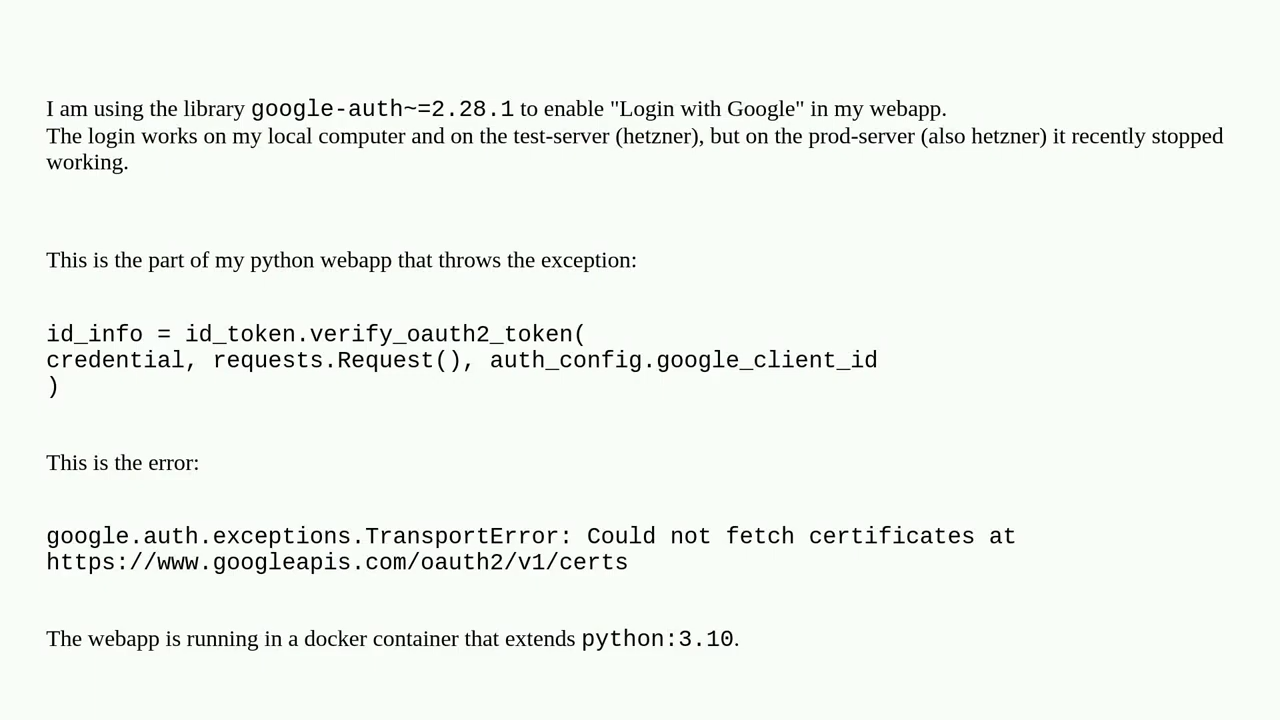 I am using the library google-auth~=2.28.1 to enable "Login with Google" in my webapp.
The login works on my local computer and on the test-server (hetzner), but on the prod-server (also hetzner) it recently stopped
working.
This is the part of my python webapp that throws the exception:
id_info = id_token.verify_oauth2_token(
credential, requests.Request(), auth_config.google_client_id
)
This is the error:
google.auth.exceptions.TransportError: Could not fetch certificates at
https://www.googleapis.com/oauth2/v1/certs
The webapp is running in a docker container that extends python:3.10.